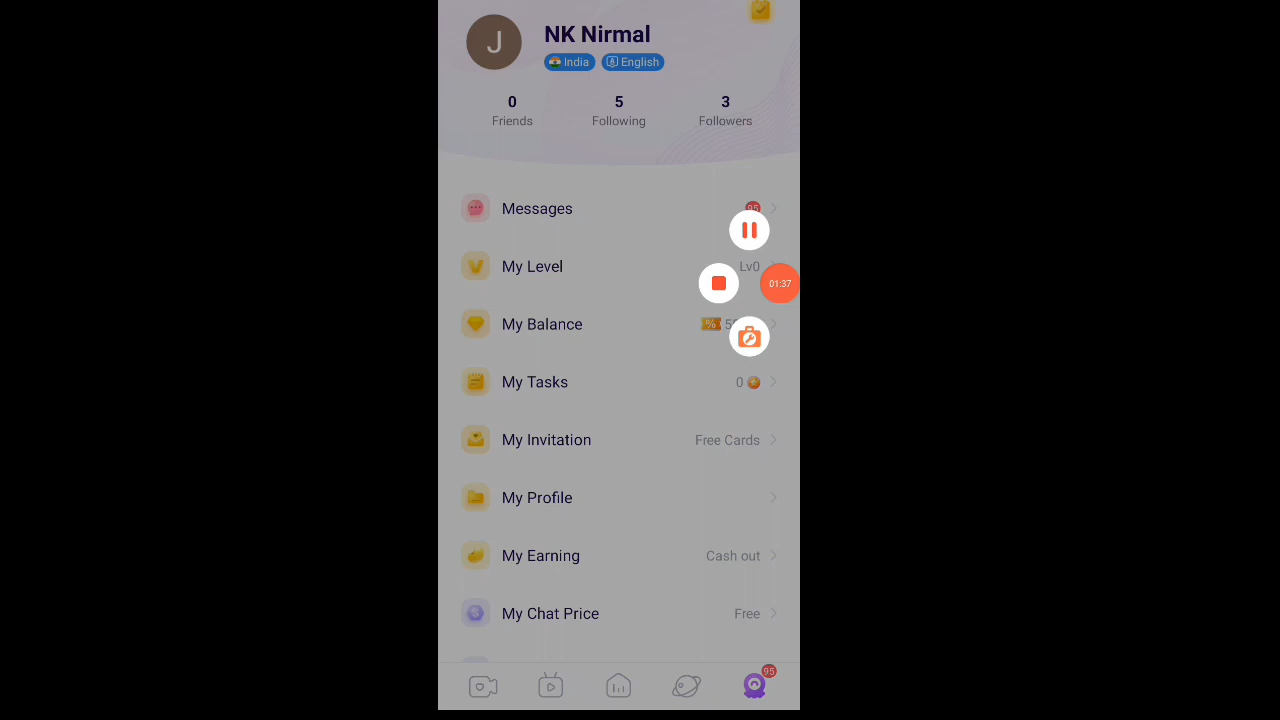 J
NK Nirmal
India
English
0
5
3
Friends
Following
Followers
Messages
95
My Level
Lv0
01:37
My Balance
%
My Tasks
0
My Invitation
Free Cards
My Profile
My Earning
Cash out
My Chat Price
Free
95